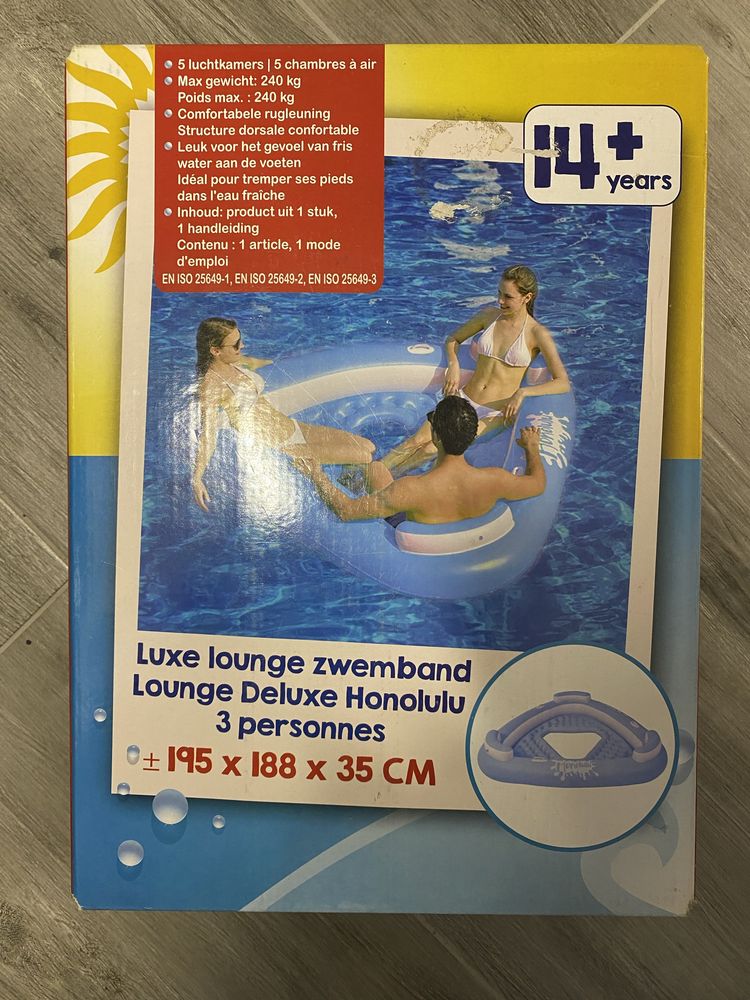 5 luchtkamers | 5 chambres à air
Max gewicht: 240 kg
Poids max. : 240 kg
Comfortabele rugleuning
Structure dorsale confortable
Leuk voor het gevoel van fris
water aan de voeten
Idéal pour tremper ses pieds
dans l'eau fraîche
Inhoud: product uit 1 stuk,
1 handleiding
Contenu : 1 article, 1 mode
d'emploi
EN ISO 25649-1, EN ISO 25649-2, EN ISO 25649-3
14+
years
Luxe lounge zwemband
Lounge Deluxe Honolulu
3 personnes
± 195 x 188 x 35 CM